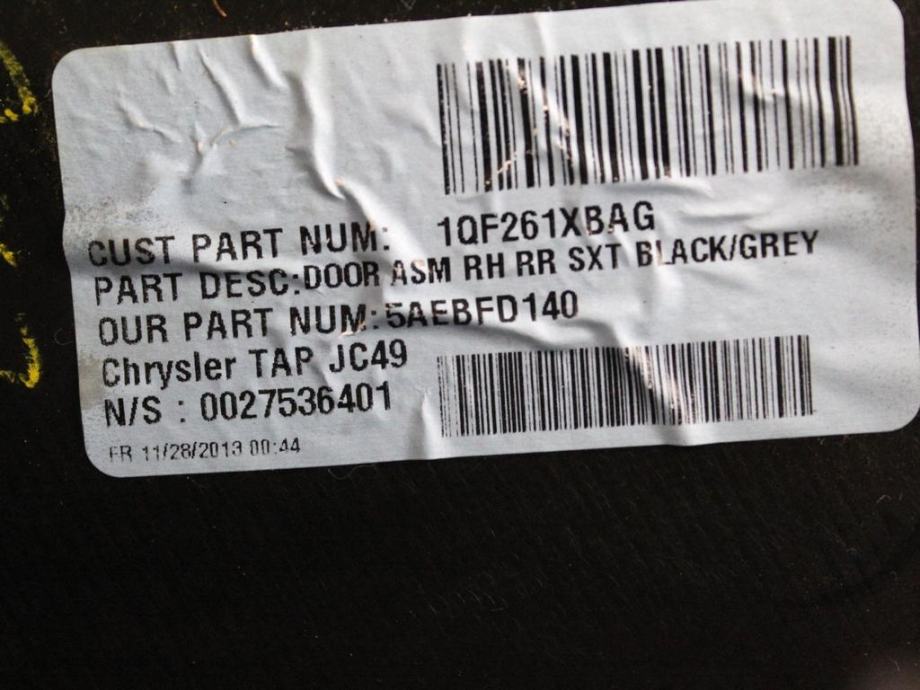 CUST PART NUM: 1QF261XBAG
PART DESC:DOOR ASM RH RR SXT BLACK/GREY
OUR PART NUM:5AEBFD140
Chrysler TAP JC49
N/S : 0027536401
FR 11/28/2013 00:44